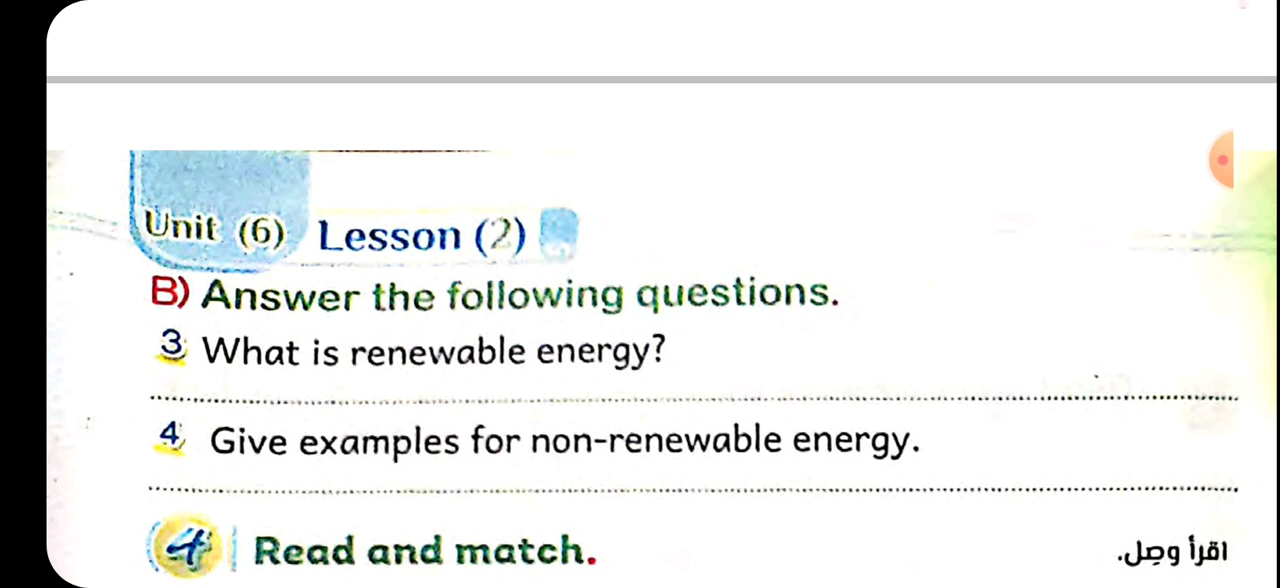 Unit (6) Lesson (2)
B) Answer the following questions.
3 What is renewable energy?
4 Give examples for non-renewable energy.
4 Read and match. اقرأ وصل.